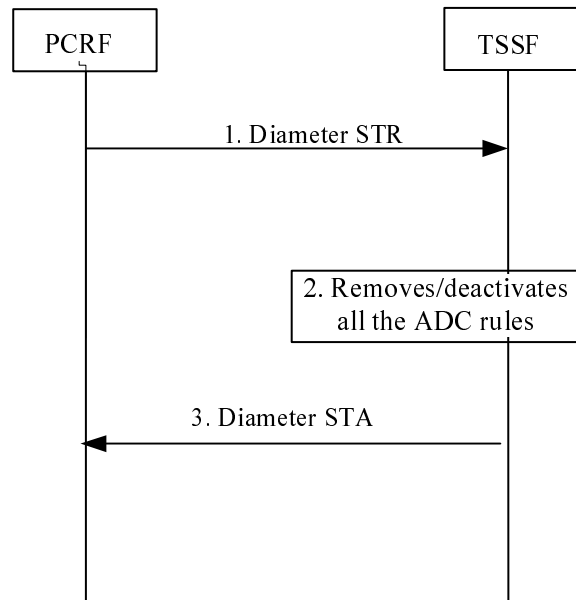 PCRF
TSSF
1. Diameter STR
2. Removes/deactivates
all the ADC rules
3. Diameter STA